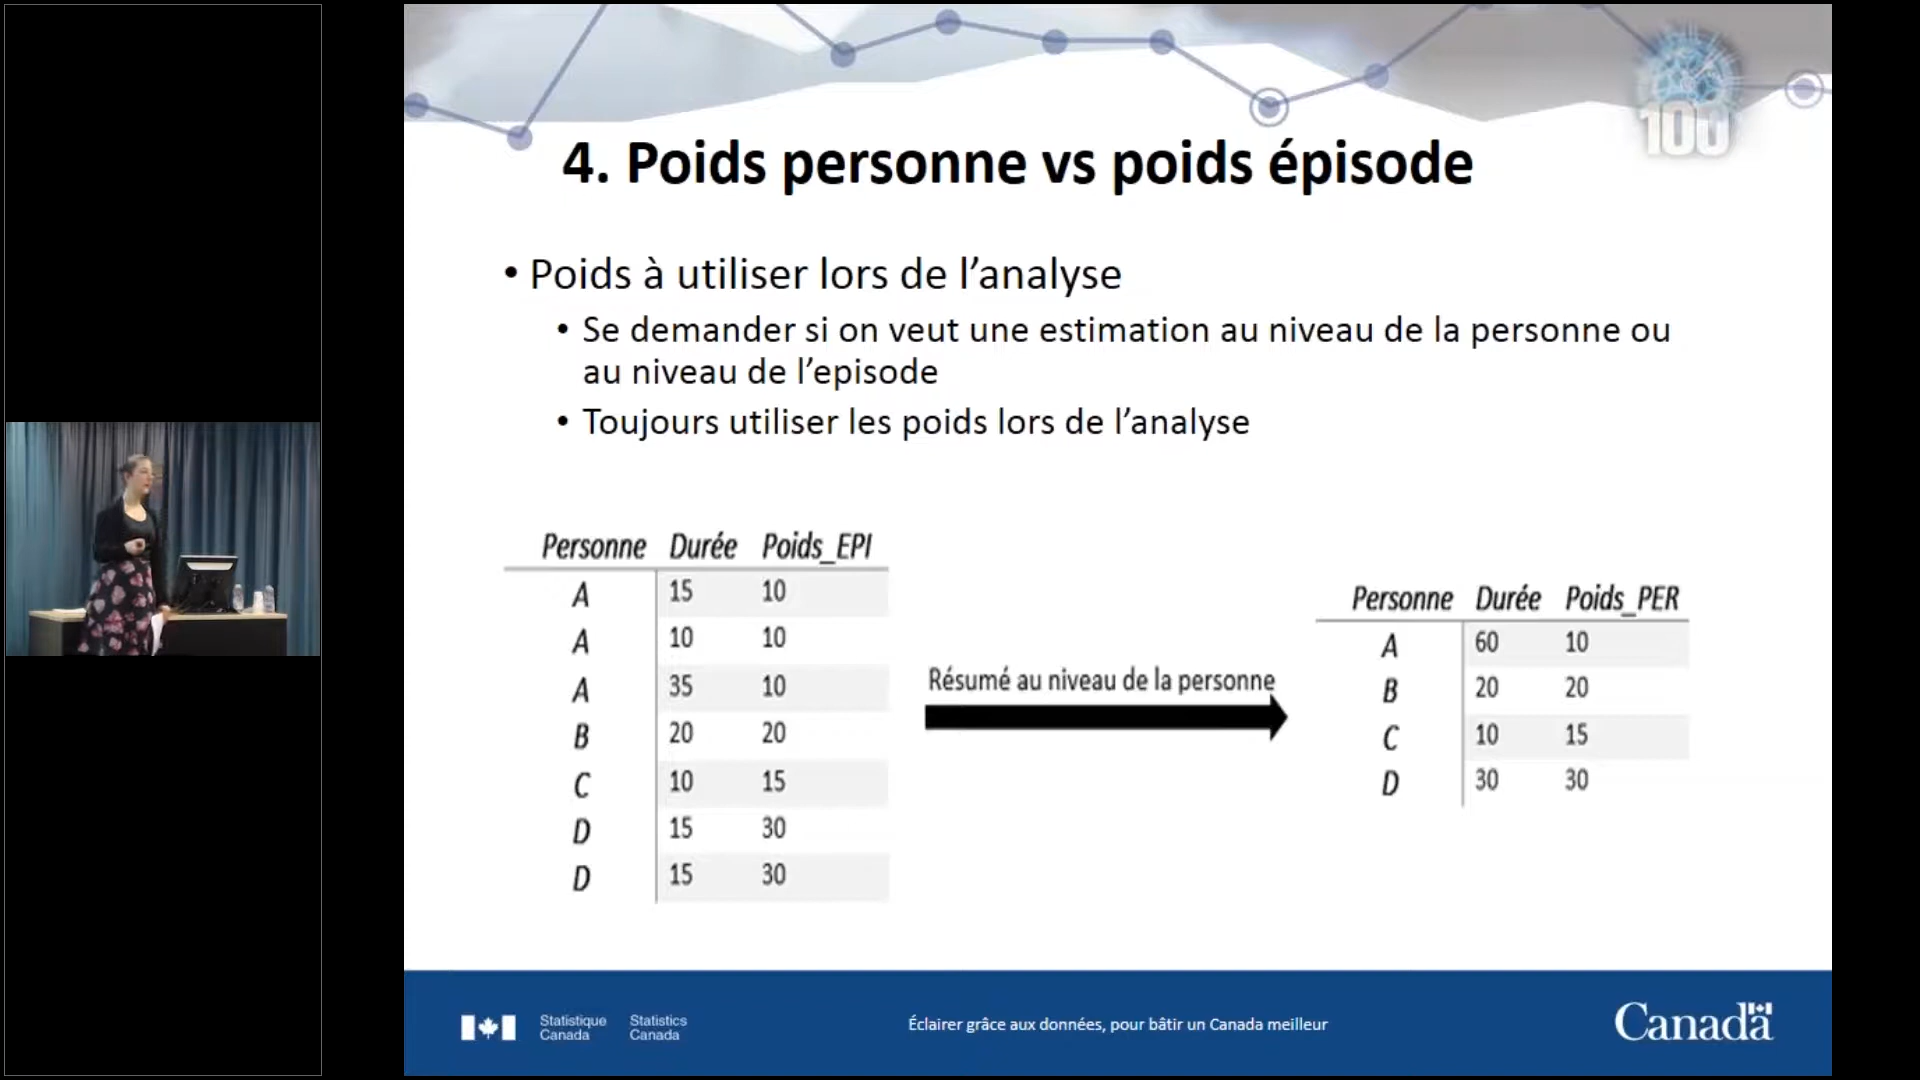 100
4. Poids personne vs poids épisode
• Poids à utiliser lors de l’analyse
• Se demander si on veut une estimation au niveau de la personne ou
au niveau de l’episode
• Toujours utiliser les poids lors de l’analyse
Personne Durée Poids_EPI
A 15 10
A 10 10
A 35 10
B 20 20
C 10 15
D 15 30
D 15 30
Résumé au niveau de la personne
Personne Durée Poids_PER
A 60 10
B 20 20
C 10 15
D 30 30
Statistique Statistics
Canada Canada
Éclairer grâce aux données, pour bâtir un Canada meilleur
Canada